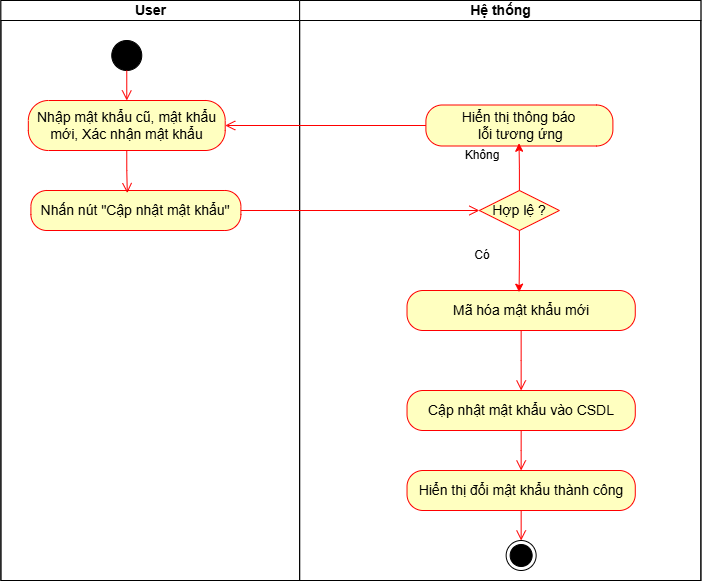 User
Hệ thống
Nhập mật khẩu cũ, mật khẩu
mới, Xác nhận mật khẩu
Hiển thị thông báo
lỗi tương ứng
Không
Nhấn nút "Cập nhật mật khẩu"
Hợp lệ ?
Có
Mã hóa mật khẩu mới
Cập nhật mật khẩu vào CSDL
Hiển thị đổi mật khẩu thành công